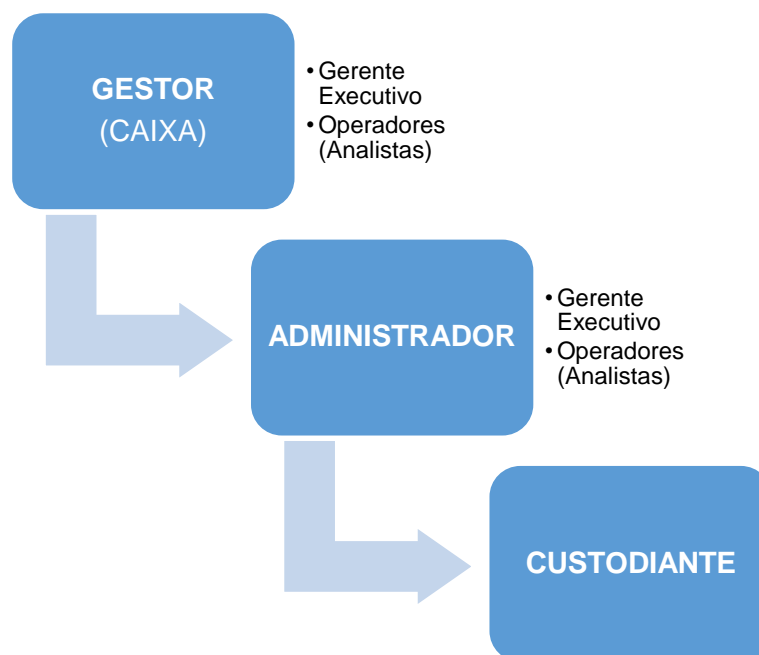 GESTOR
(CAIXA)
• Gerente
Executivo
• Operadores
(Analistas)
ADMINISTRADOR
• Gerente
Executivo
• Operadores
(Analistas)
CUSTODIANTE